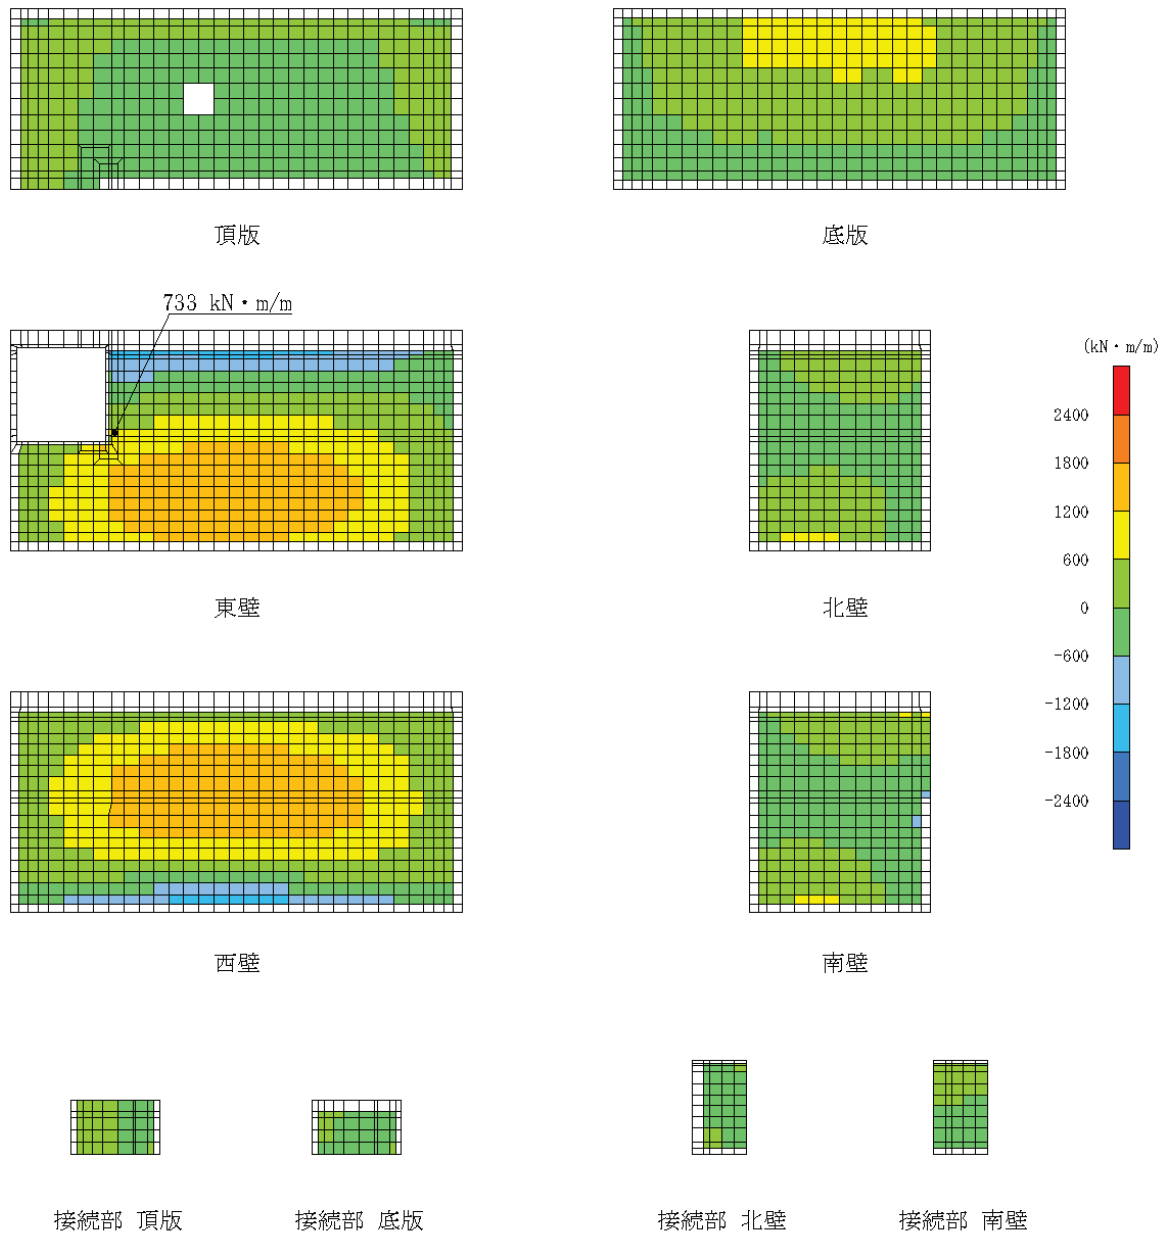 頂版
底版
733 kN・m/m
東壁
北壁
(kN・m/m)
2400
1800
1200
600
0
-600
-1200
-1800
-2400
西壁
南壁
接続部 頂版
接続部 底版
接続部 北壁
接続部 南壁